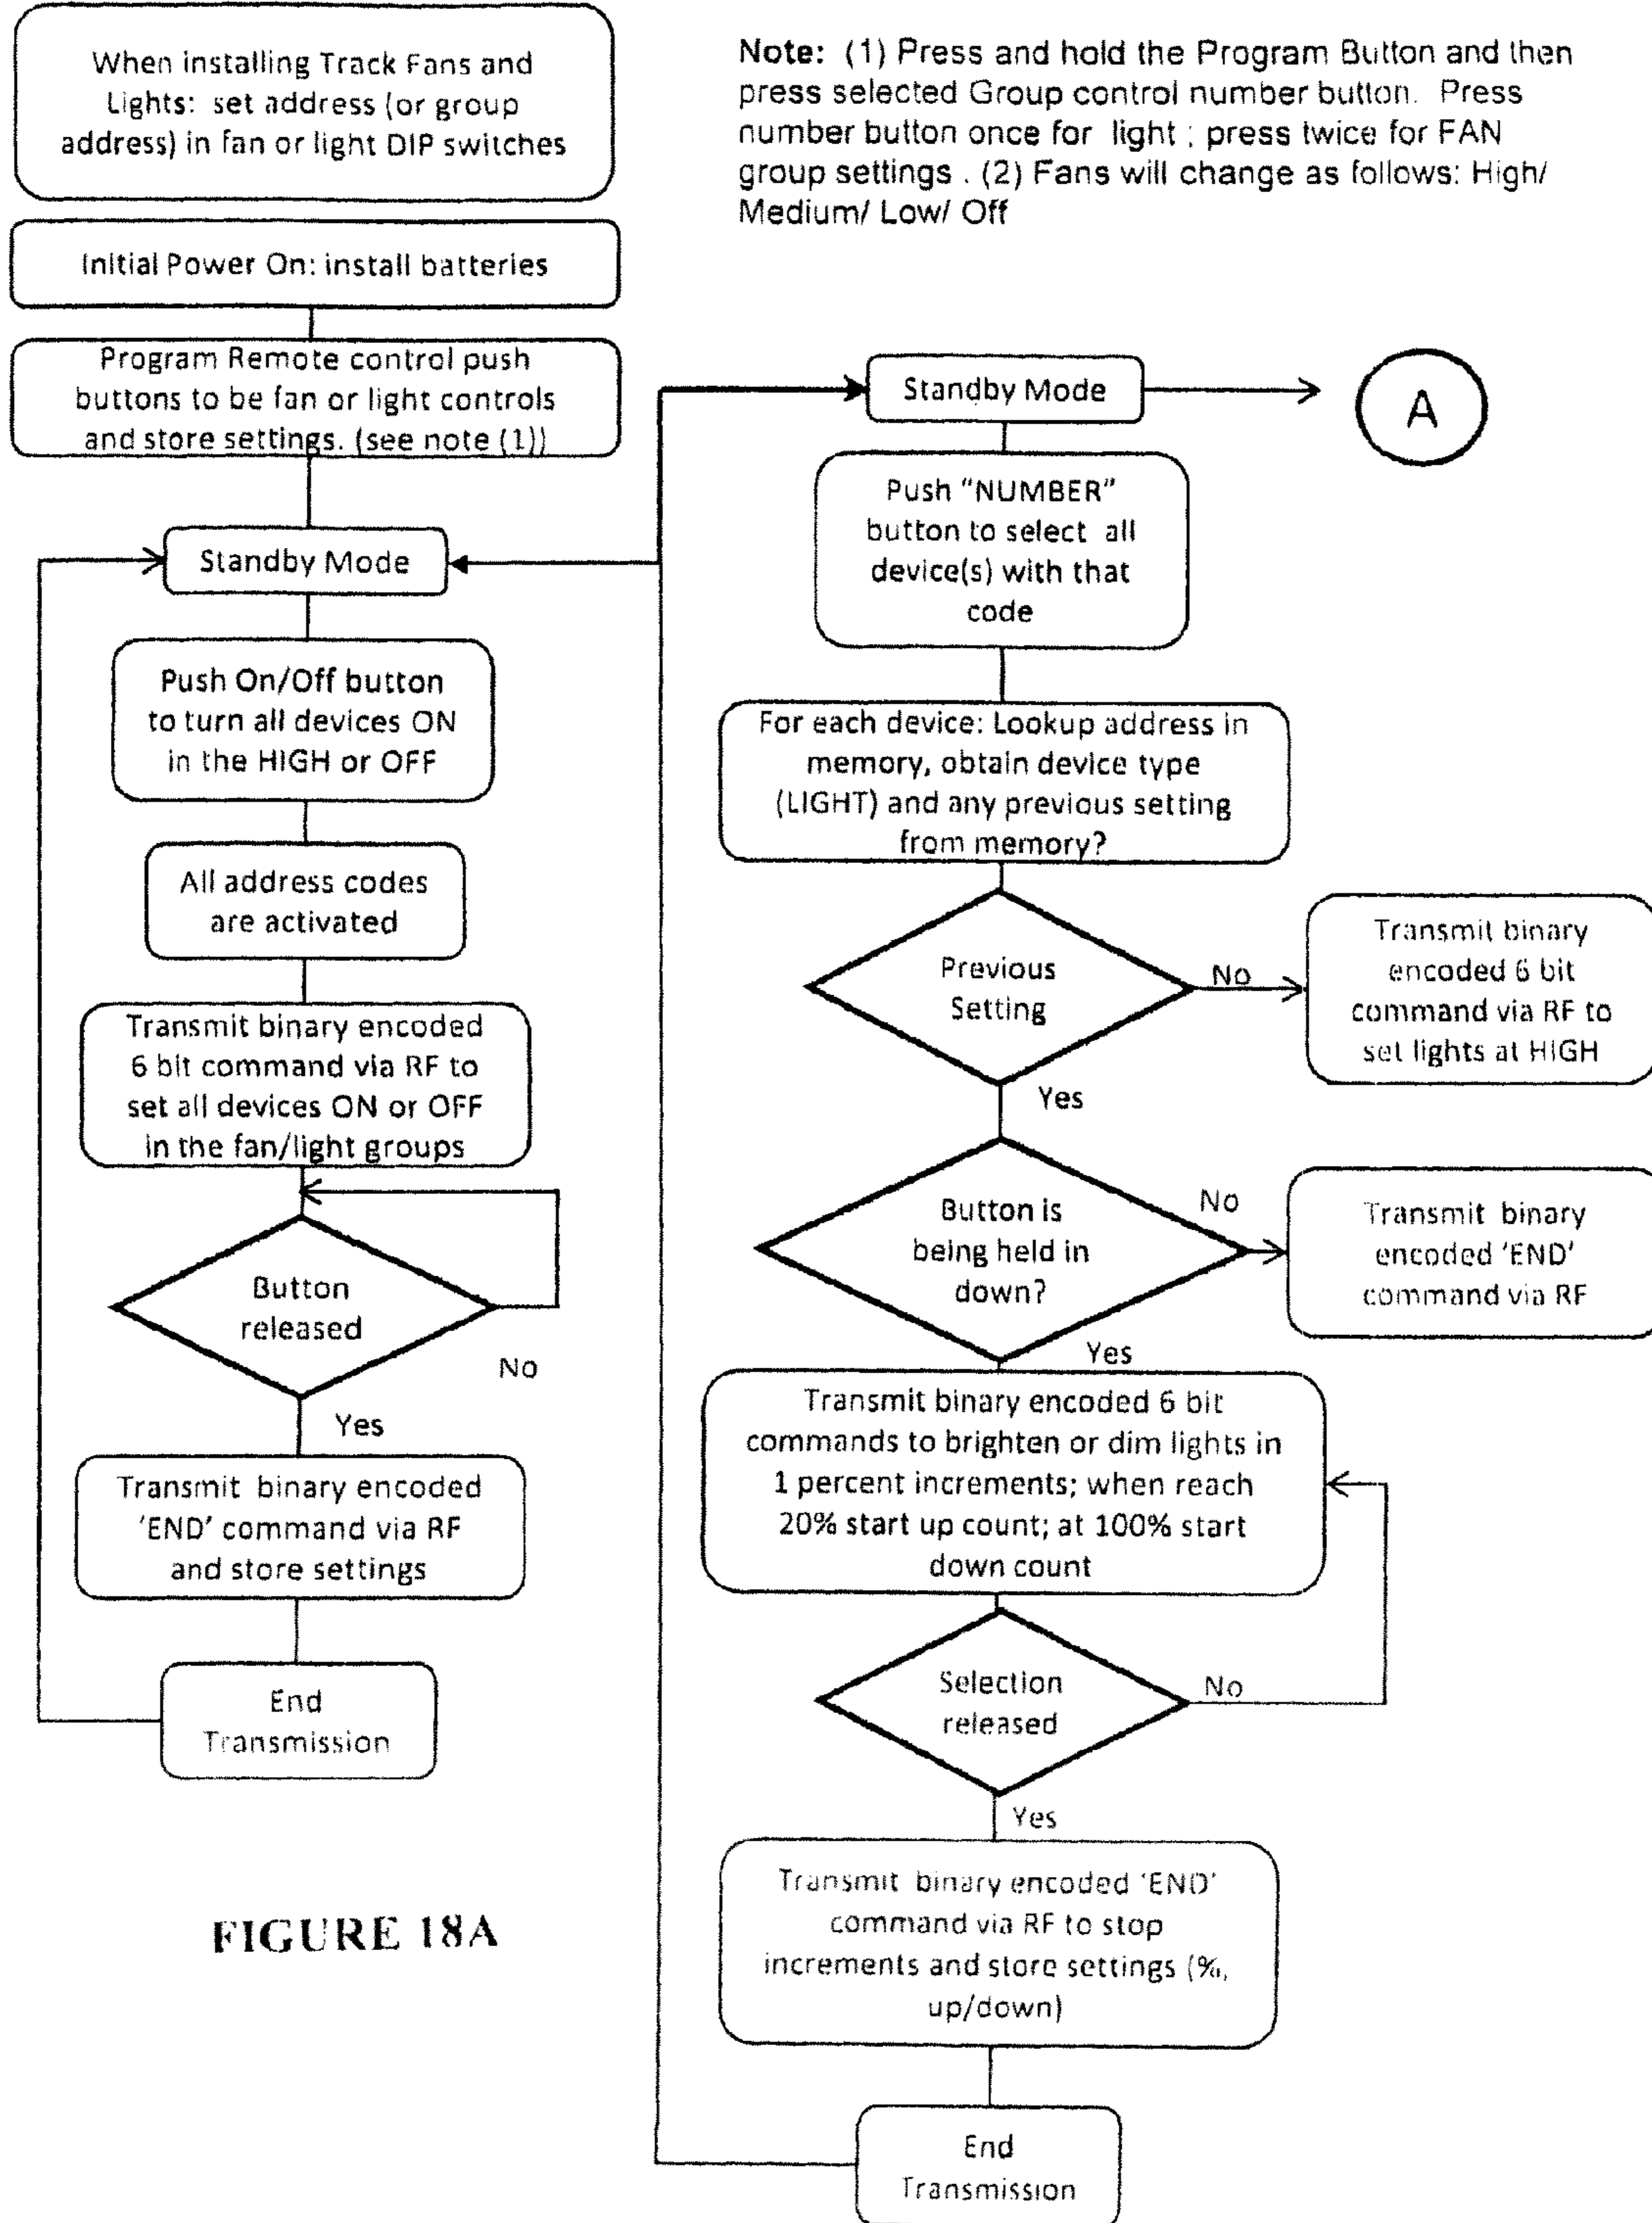 When installing Track Fans and
Lights: set address (or group
address) in fan or light DIP switches
Initial Power On: install batteries
Program Remote control push
buttons to be fan or light controls
and store settings. (see note (1))
Standby Mode
Push On/Off button
to turn all devices ON
in the HIGH or OFF
All address codes
are activated
Transmit binary encoded
6 bit command via RF to
set all devices ON or OFF
in the fan/light groups
Button
released
No
Yes
Transmit binary encoded
‘END’ command via RF
and store settings
End
Transmission
FIGURE 18A
Note: (1) Press and hold the Program Button and then
press selected Group control number button. Press
number button once for light ; press twice for FAN
group settings . (2) Fans will change as follows: High/
Medium/ Low/ Off
Standby Mode
A
Push “NUMBER”
button to select all
device(s) with that
code
For each device: Lookup address in
memory, obtain device type
(LIGHT) and any previous setting
from memory?
Previous
Setting
No
Transmit binary
encoded 6 bit
command via RF to
set lights at HIGH
Yes
Button is
being held in
down?
No
Transmit binary
encoded ‘END’
command via RF
Yes
Transmit binary encoded 6 bit
commands to brighten or dim lights in
1 percent increments; when reach
20% start up count; at 100% start
down count
Selection
released
No
Yes
Transmit binary encoded ‘END’
command via RF to stop
increments and store settings (%,
up/down)
End
Transmission